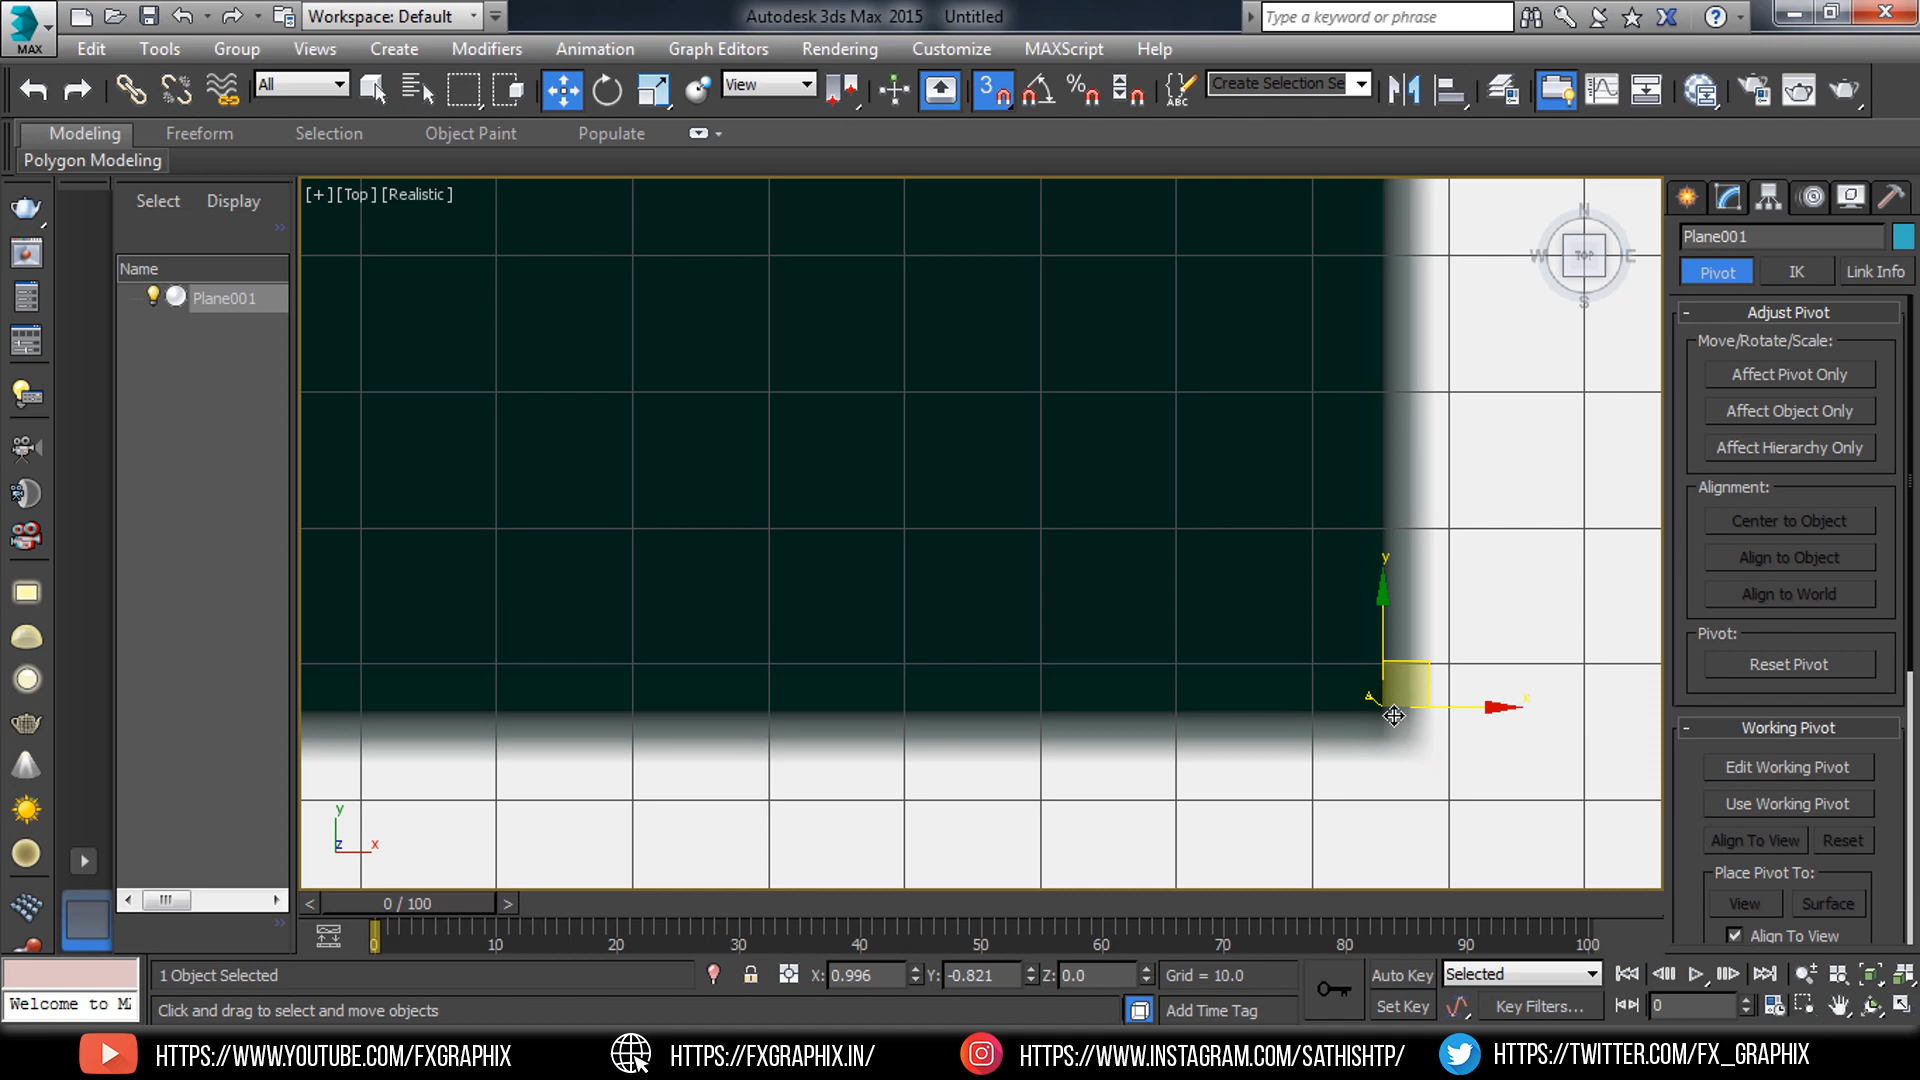 Workspace: Default
Autodesk 3ds Max 2015 Untitled
Type a keyword or phrase
MAX
Edit Tools Group Views Create Modifiers Animation Graph Editors Rendering Customize MAXScript Help
All
View
3
ABC
Create Selection Se
Modeling Freeform Selection Object Paint Populate
Polygon Modeling
Select Display
Name
Plane001
[+] [Top] [Realistic]
N
W TOP E
S
y
x
y
z x
Plane001
Pivot IK Link Info
- Adjust Pivot
Move/Rotate/Scale:
Affect Pivot Only
Affect Object Only
Affect Hierarchy Only
Alignment:
Center to Object
Align to Object
Align to World
Pivot:
Reset Pivot
- Working Pivot
Edit Working Pivot
Use Working Pivot
Align To View Reset
Place Pivot To:
View Surface
Align To View
< 0 / 100 >
0 10 20 30 40 50 60 70 80 90 100
1 Object Selected X: 0.996 Y: -0.821 Z: 0.0 Grid = 10.0 Auto Key Selected
Click and drag to select and move objects Add Time Tag Set Key Key Filters... 0
HTTPS://WWW.YOUTUBE.COM/FXGRAPHIX HTTPS://FXGRAPHIX.IN/ HTTPS://WWW.INSTAGRAM.COM/SATHISHTP/ HTTPS://TWITTER.COM/FX_GRAPHIX
Welcome to